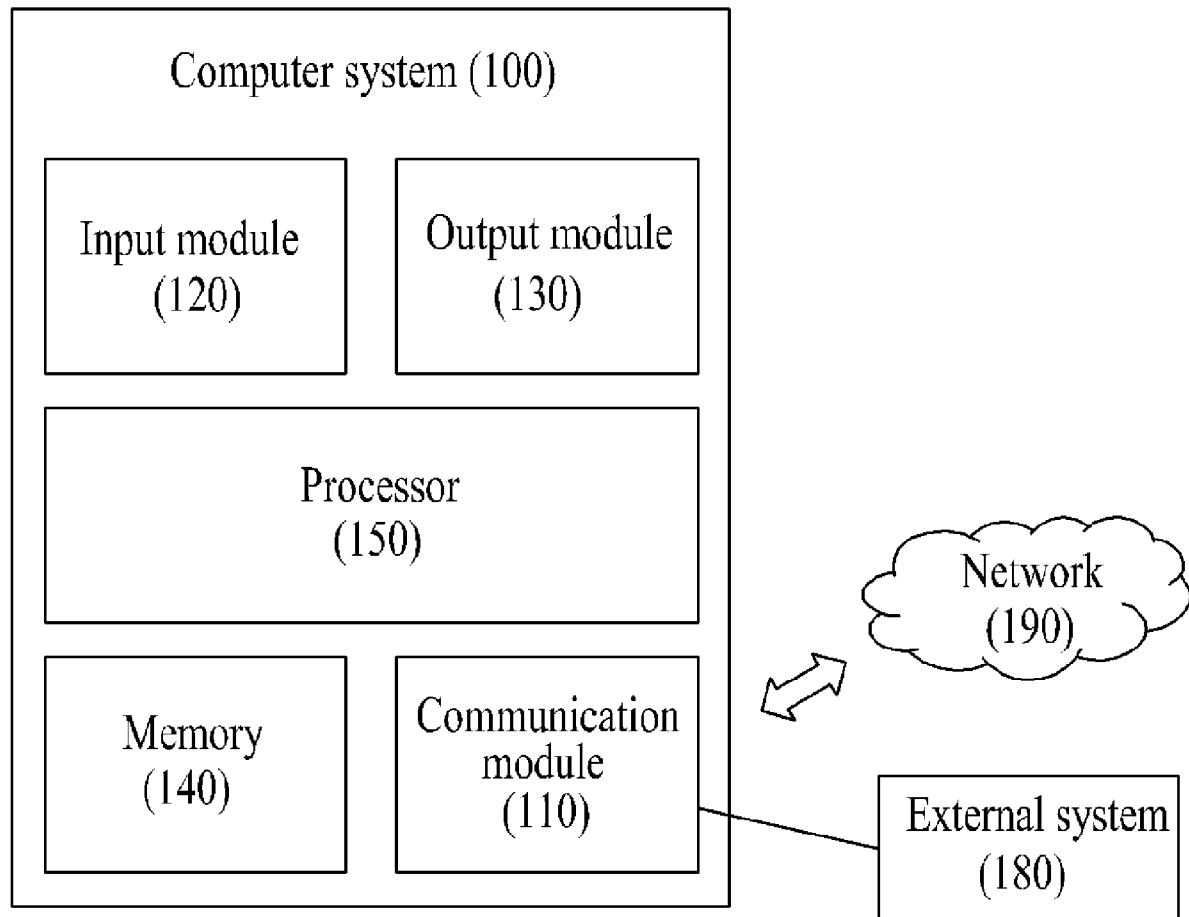 Computer system (100)
Input module
(120)
Output module
(130)
Processor
(150)
Network
(190)
Memory
(140)
Communication
module
(110)
External system
(180)